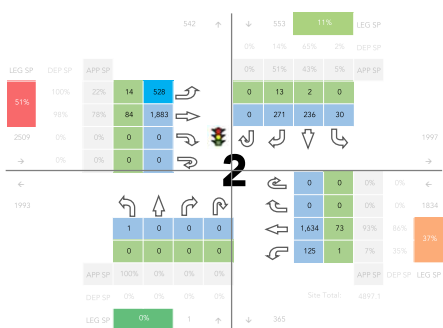 542 553 11% LEG SP
0% 14% 65% 2% DEP SP
LEG SP DEP SP APP SP 0% 51% 43% 5% APP SP
51% 100% 22% 14 528 0 13 2 0
98% 78% 84 1,883 0 271 236 30
2509 0% 0% 0 0 1997
0% 0% 0 0
2
0 0 0% 0%
1993 0 0 0% 0% 1834
1 0 0 0 1,634 73 93% 86% 37%
0 0 0 0 125 1 7% 35%
APP SP 100% 0% 0% 0% APP SP DEP SP LEG SP
DEP SP 0% 0% 0% 0% Site Total: 4897.1
LEG SP 0% 1 365